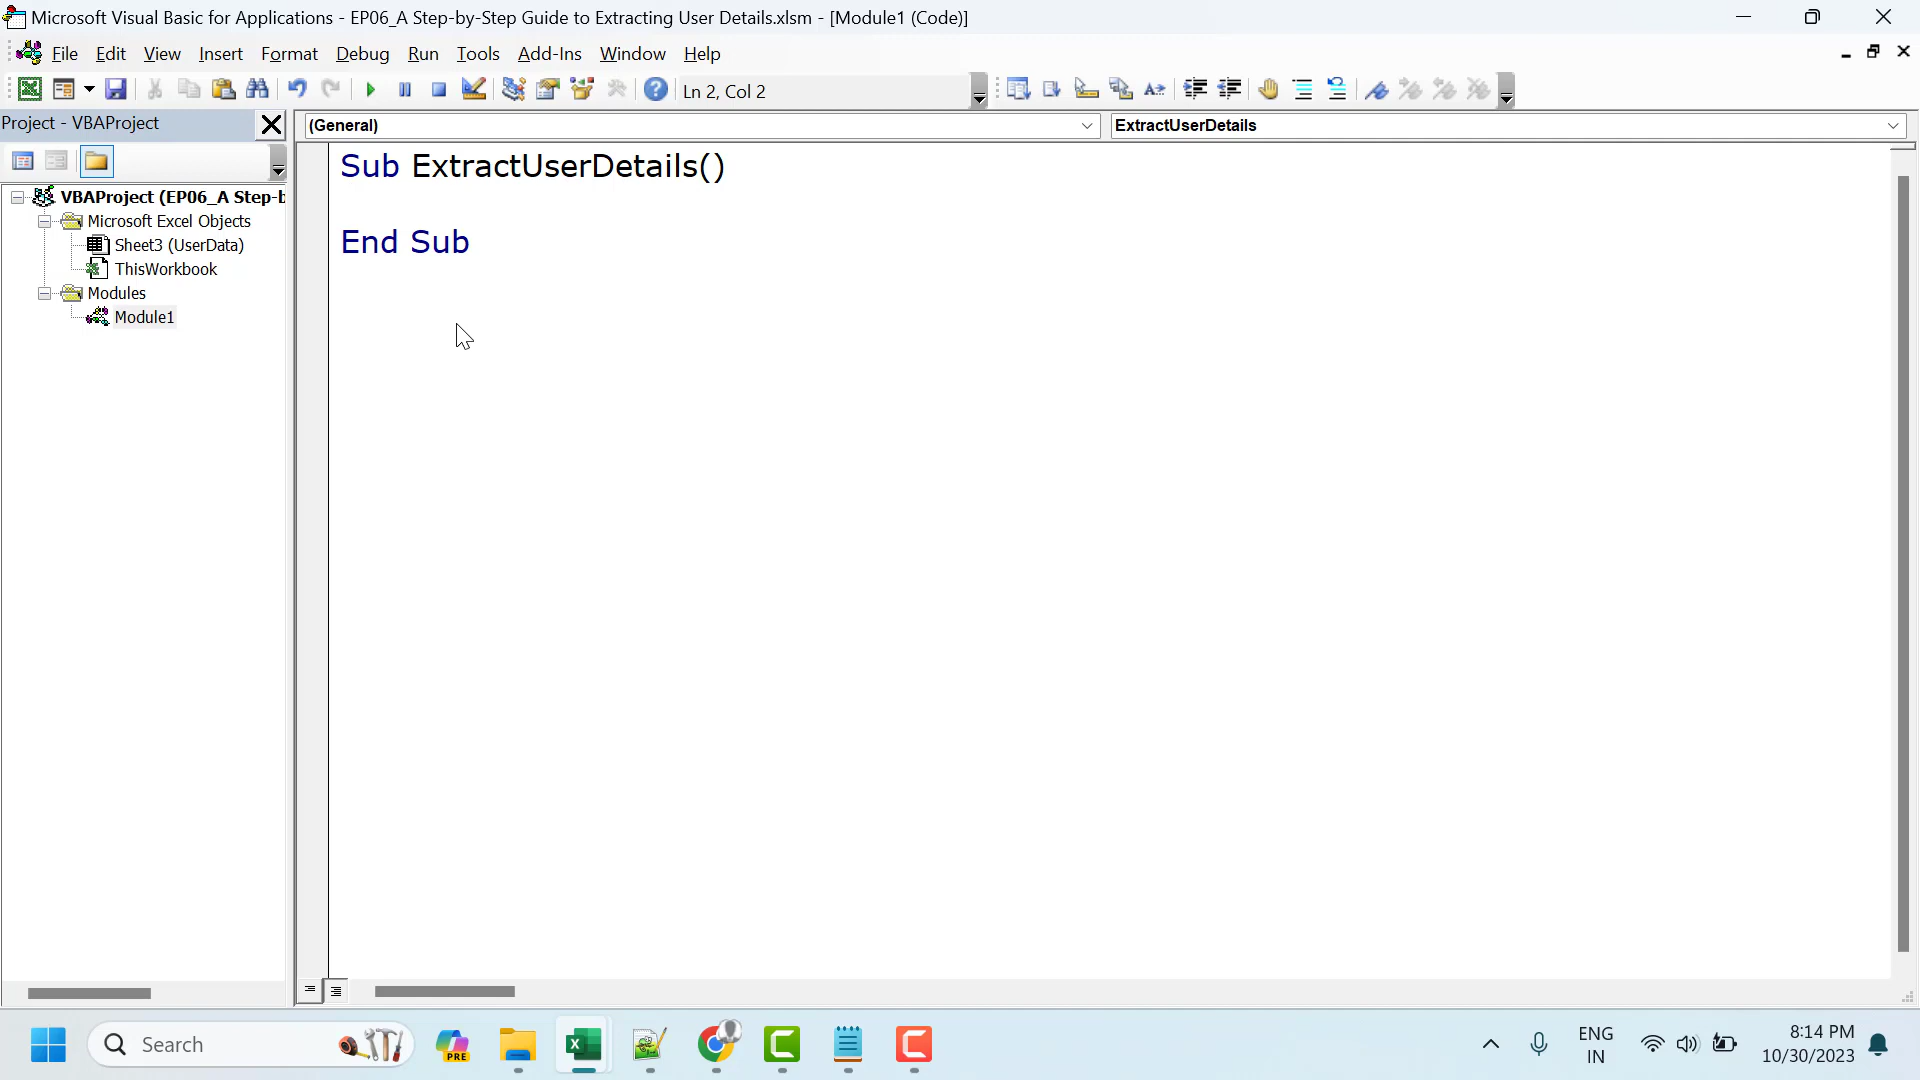 Microsoft Visual Basic for Applications - EP06_A Step-by-Step Guide to Extracting User Details.xlsm - [Module1 (Code)]
File Edit View Insert Format Debug Run Tools Add-Ins Window Help
Ln 2, Col 2
Project - VBAProject
(General)
ExtractUserDetails
VBAProject (EP06_A Step-b
Microsoft Excel Objects
Sheet3 (UserData)
ThisWorkbook
Modules
Module1
Sub ExtractUserDetails()
End Sub
Search
PRE
ENG
IN
8:14 PM
10/30/2023